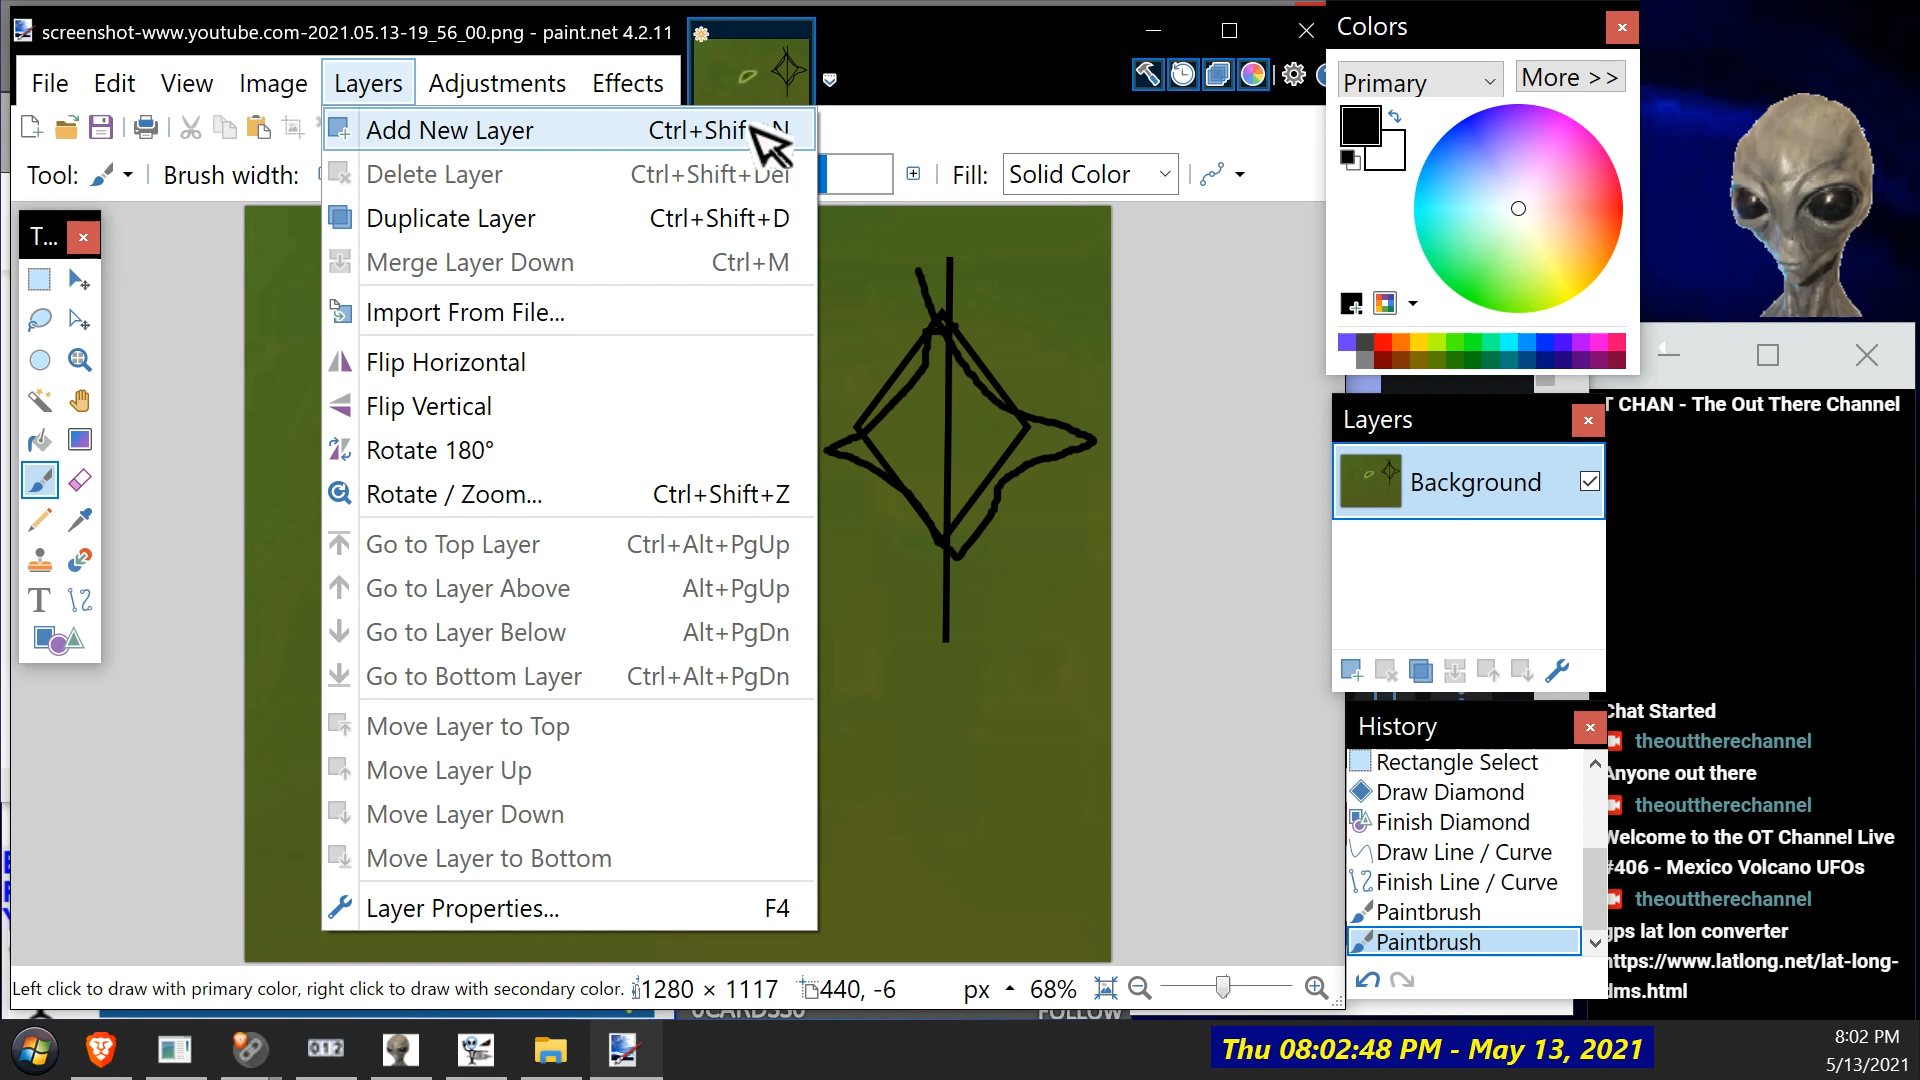 screenshot-www.youtube.com-2021.05.13-19_56_00.png - paint.net 4.2.11
File Edit View Image Layers Adjustments Effects
Tool: Brush width: Fill: Solid Color
T...
Add New Layer Ctrl+Shif N
Delete Layer Ctrl+Shift+Del
Duplicate Layer Ctrl+Shift+D
Merge Layer Down Ctrl+M
Import From File...
Flip Horizontal
Flip Vertical
Rotate 180°
Rotate / Zoom... Ctrl+Shift+Z
Go to Top Layer Ctrl+Alt+PgUp
Go to Layer Above Alt+PgUp
Go to Layer Below Alt+PgDn
Go to Bottom Layer Ctrl+Alt+PgDn
Move Layer to Top
Move Layer Up
Move Layer Down
Move Layer to Bottom
Layer Properties... F4
Left click to draw with primary color, right click to draw with secondary color. 1280 × 1117 440, -6 px 68%
Colors
Primary More >>
Layers
Background
History
Rectangle Select
Draw Diamond
Finish Diamond
Draw Line / Curve
Finish Line / Curve
Paintbrush
Paintbrush
T CHAN - The Out There Channel
Chat Started
theouttherechannel
Anyone out there
theouttherechannel
Welcome to the OT Channel Live
#406 - Mexico Volcano UFOs
theouttherechannel
gps lat lon converter
https://www.latlong.net/lat-long-
dms.html
FOLLOW
012
Thu 08:02:48 PM - May 13, 2021
8:02 PM
5/13/2021